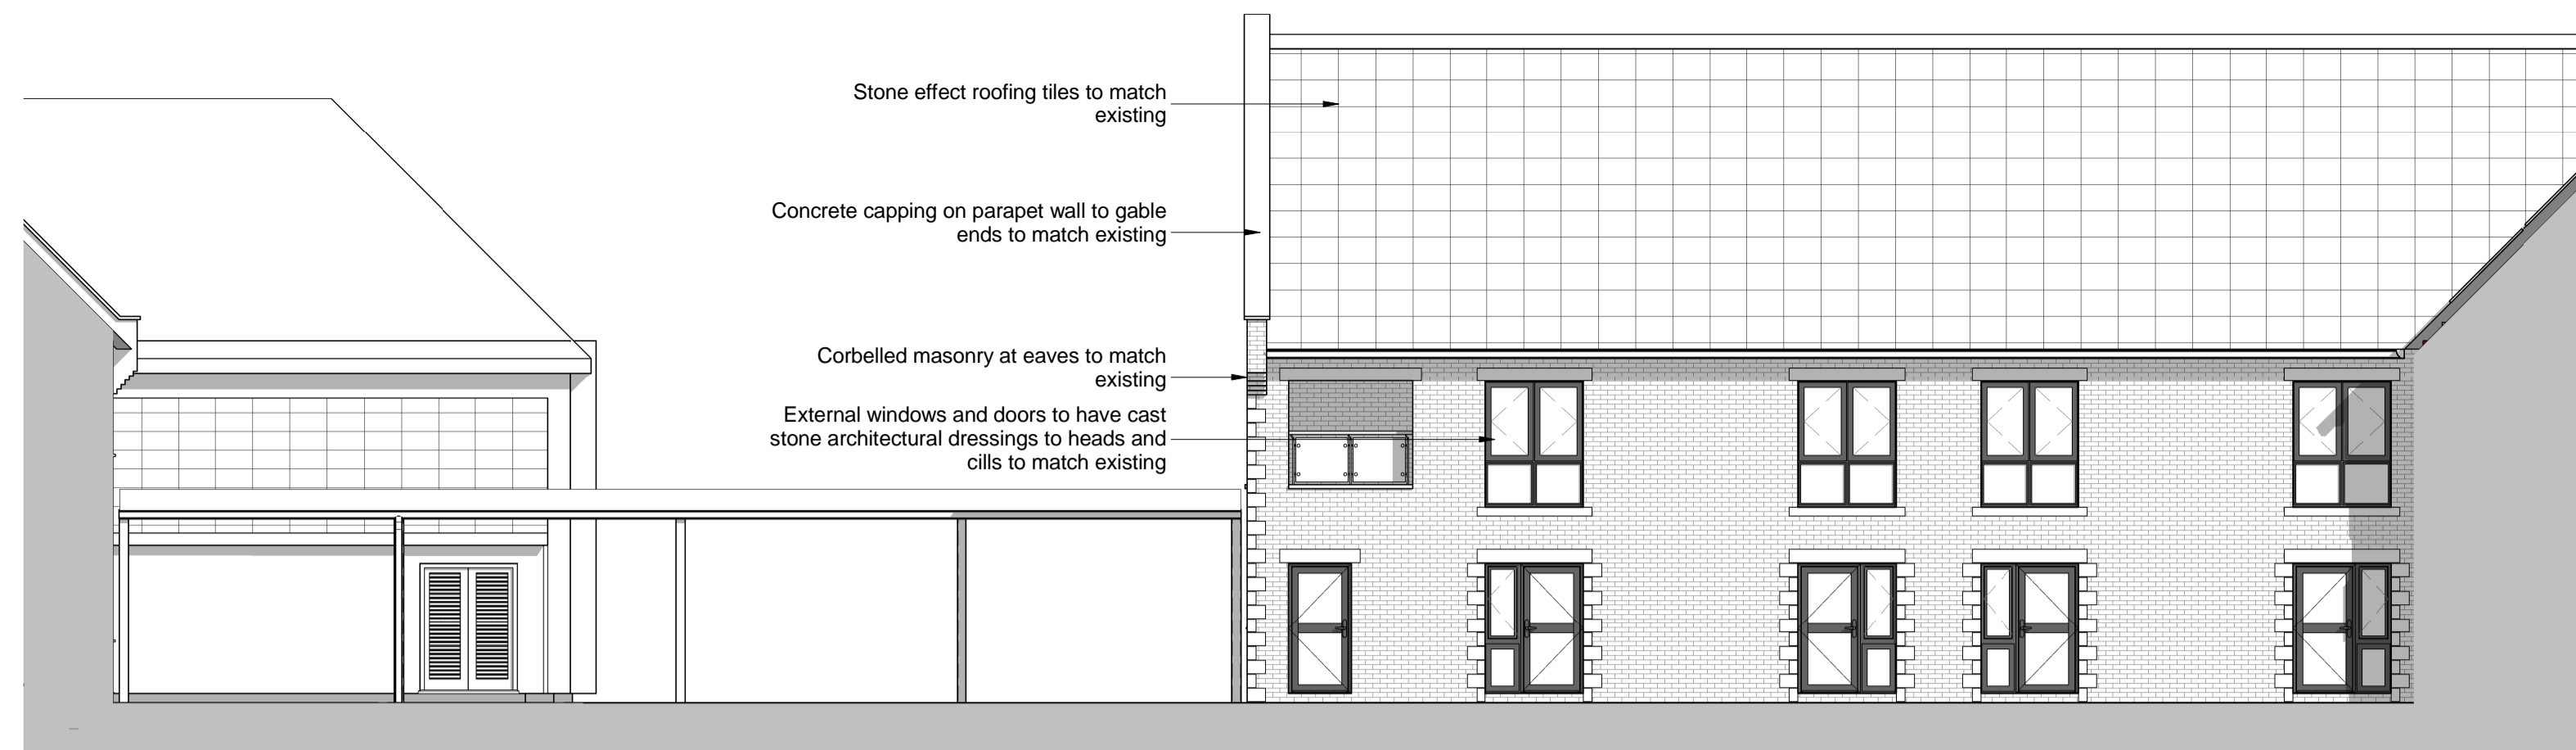 Stone effect roofing tiles to match
existing
Concrete capping on parapet wall to gable
ends to match existing
Corbelled masonry at eaves to match
existing
External windows and doors to have cast
stone architectural dressings to heads and
cills to match existing